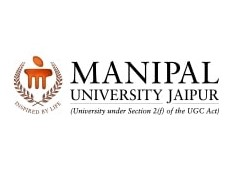 MANIPAL
UNIVERSITY JAIPUR
(University under Section 2(f) of the UGC Act)
INSPIRED BY LIFE